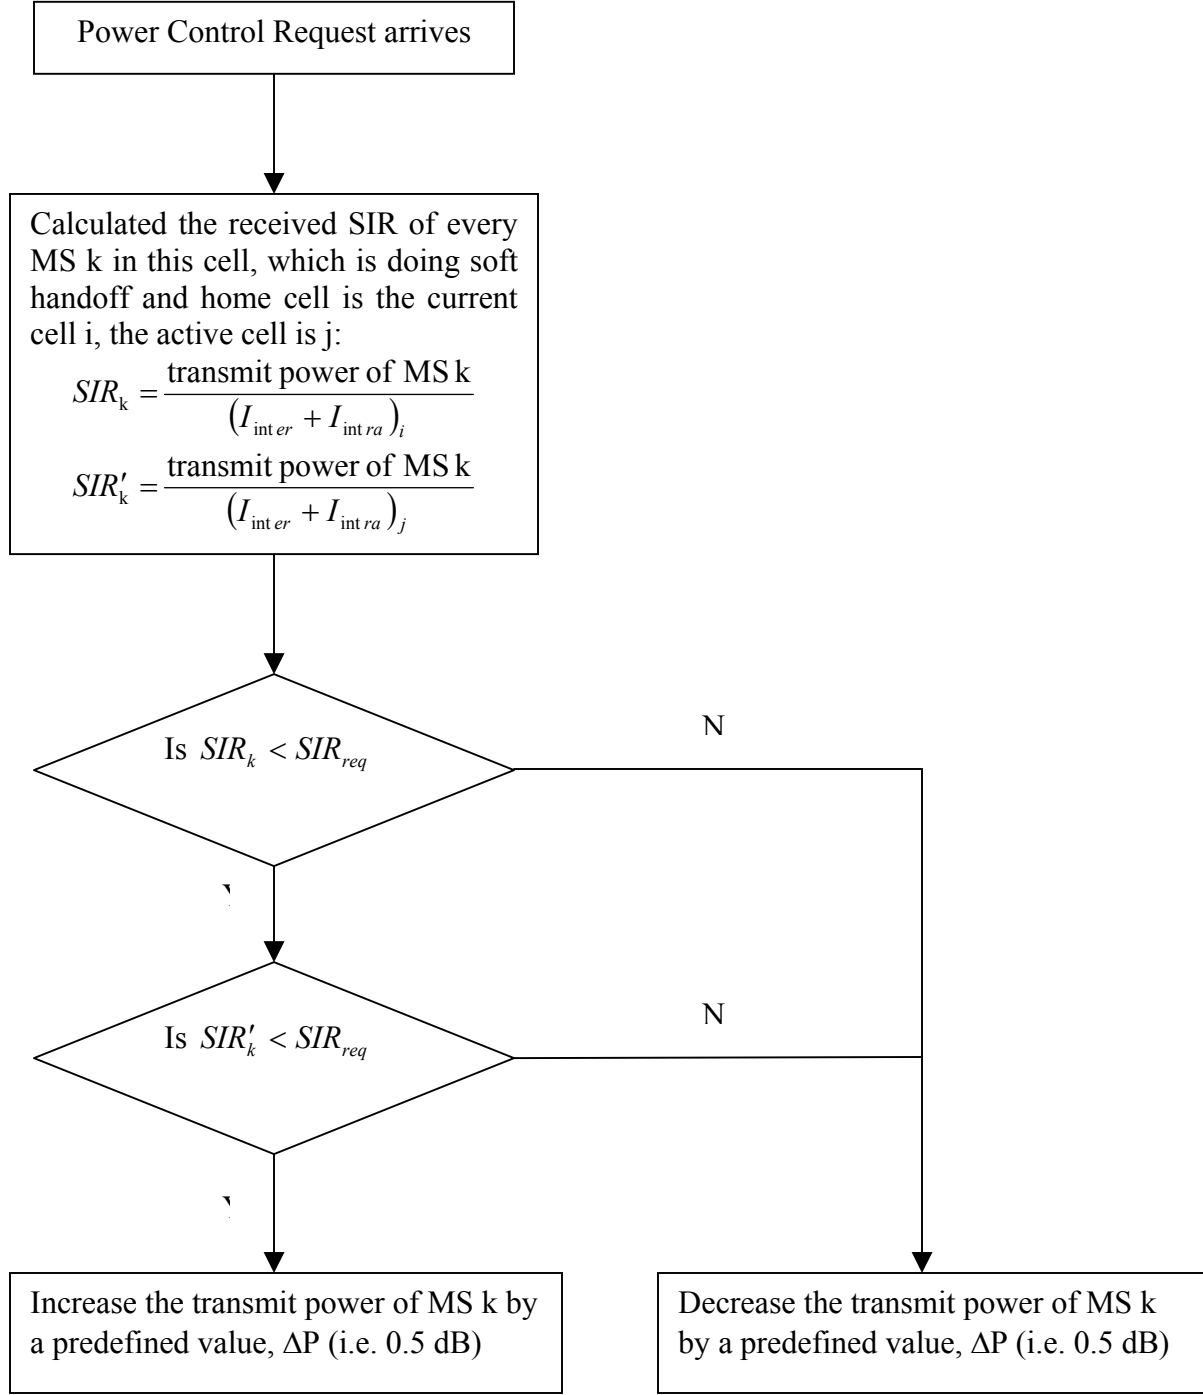 Power Control Request arrives
Calculated the received SIR of every
MS k in this cell, which is doing soft
handoff and home cell is the current
cell i, the active cell is j:
SIR_k = transmit power of MS k / (I_inter + I_intra)_i
SIR'_k = transmit power of MS k / (I_inter + I_intra)_j
Is SIR_k < SIR_req
N
Is SIR'_k < SIR_req
N
Increase the transmit power of MS k by
a predefined value, ΔP (i.e. 0.5 dB)
Decrease the transmit power of MS k
by a predefined value, ΔP (i.e. 0.5 dB)